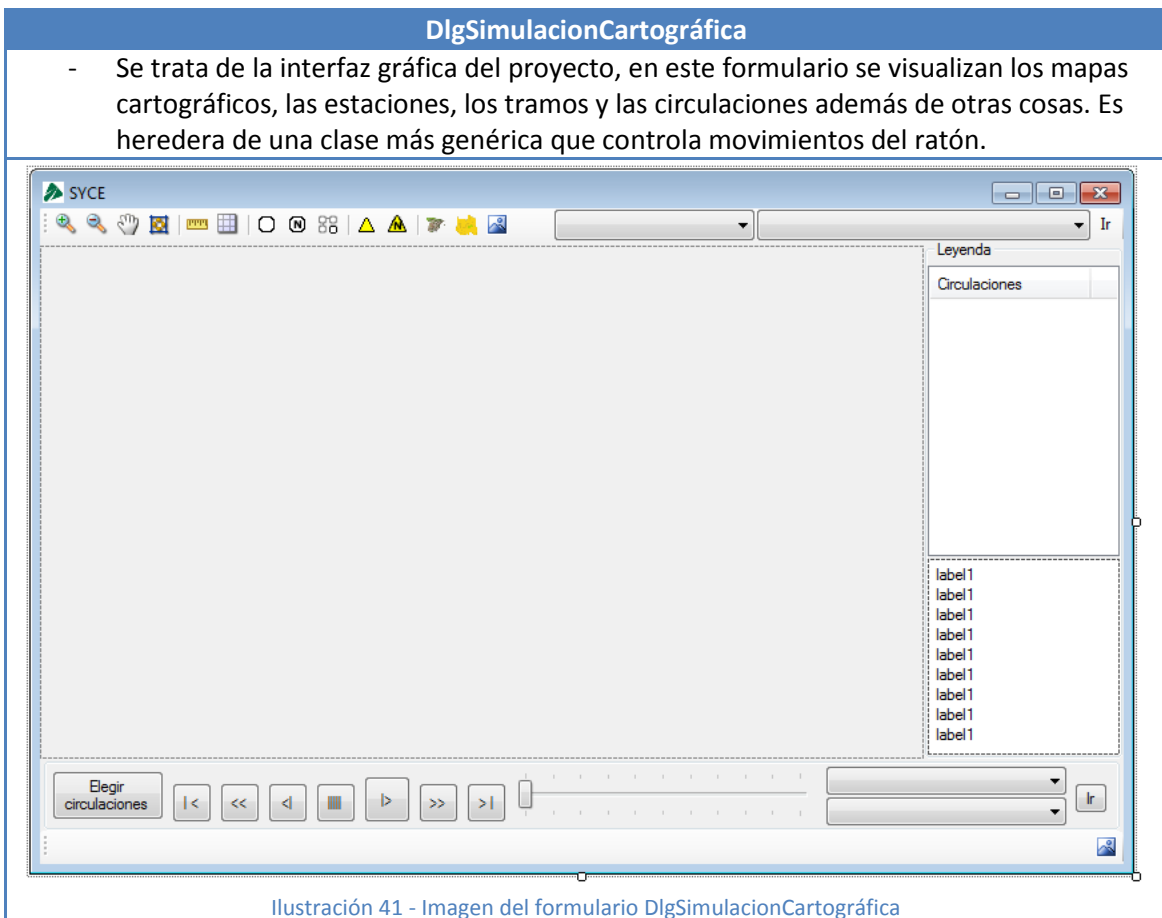 DlgSimulacionCartográfica
- Se trata de la interfaz gráfica del proyecto, en este formulario se visualizan los mapas
cartográficos, las estaciones, los tramos y las circulaciones además de otras cosas. Es
heredera de una clase más genérica que controla movimientos del ratón.
SYCE
N
N
Ir
Leyenda
Circulaciones
label1
label1
label1
label1
label1
label1
label1
label1
label1
Elegir
circulaciones
|<
<<
<|
|>
>>
>|
Ir
Ilustración 41 - Imagen del formulario DlgSimulacionCartográfica